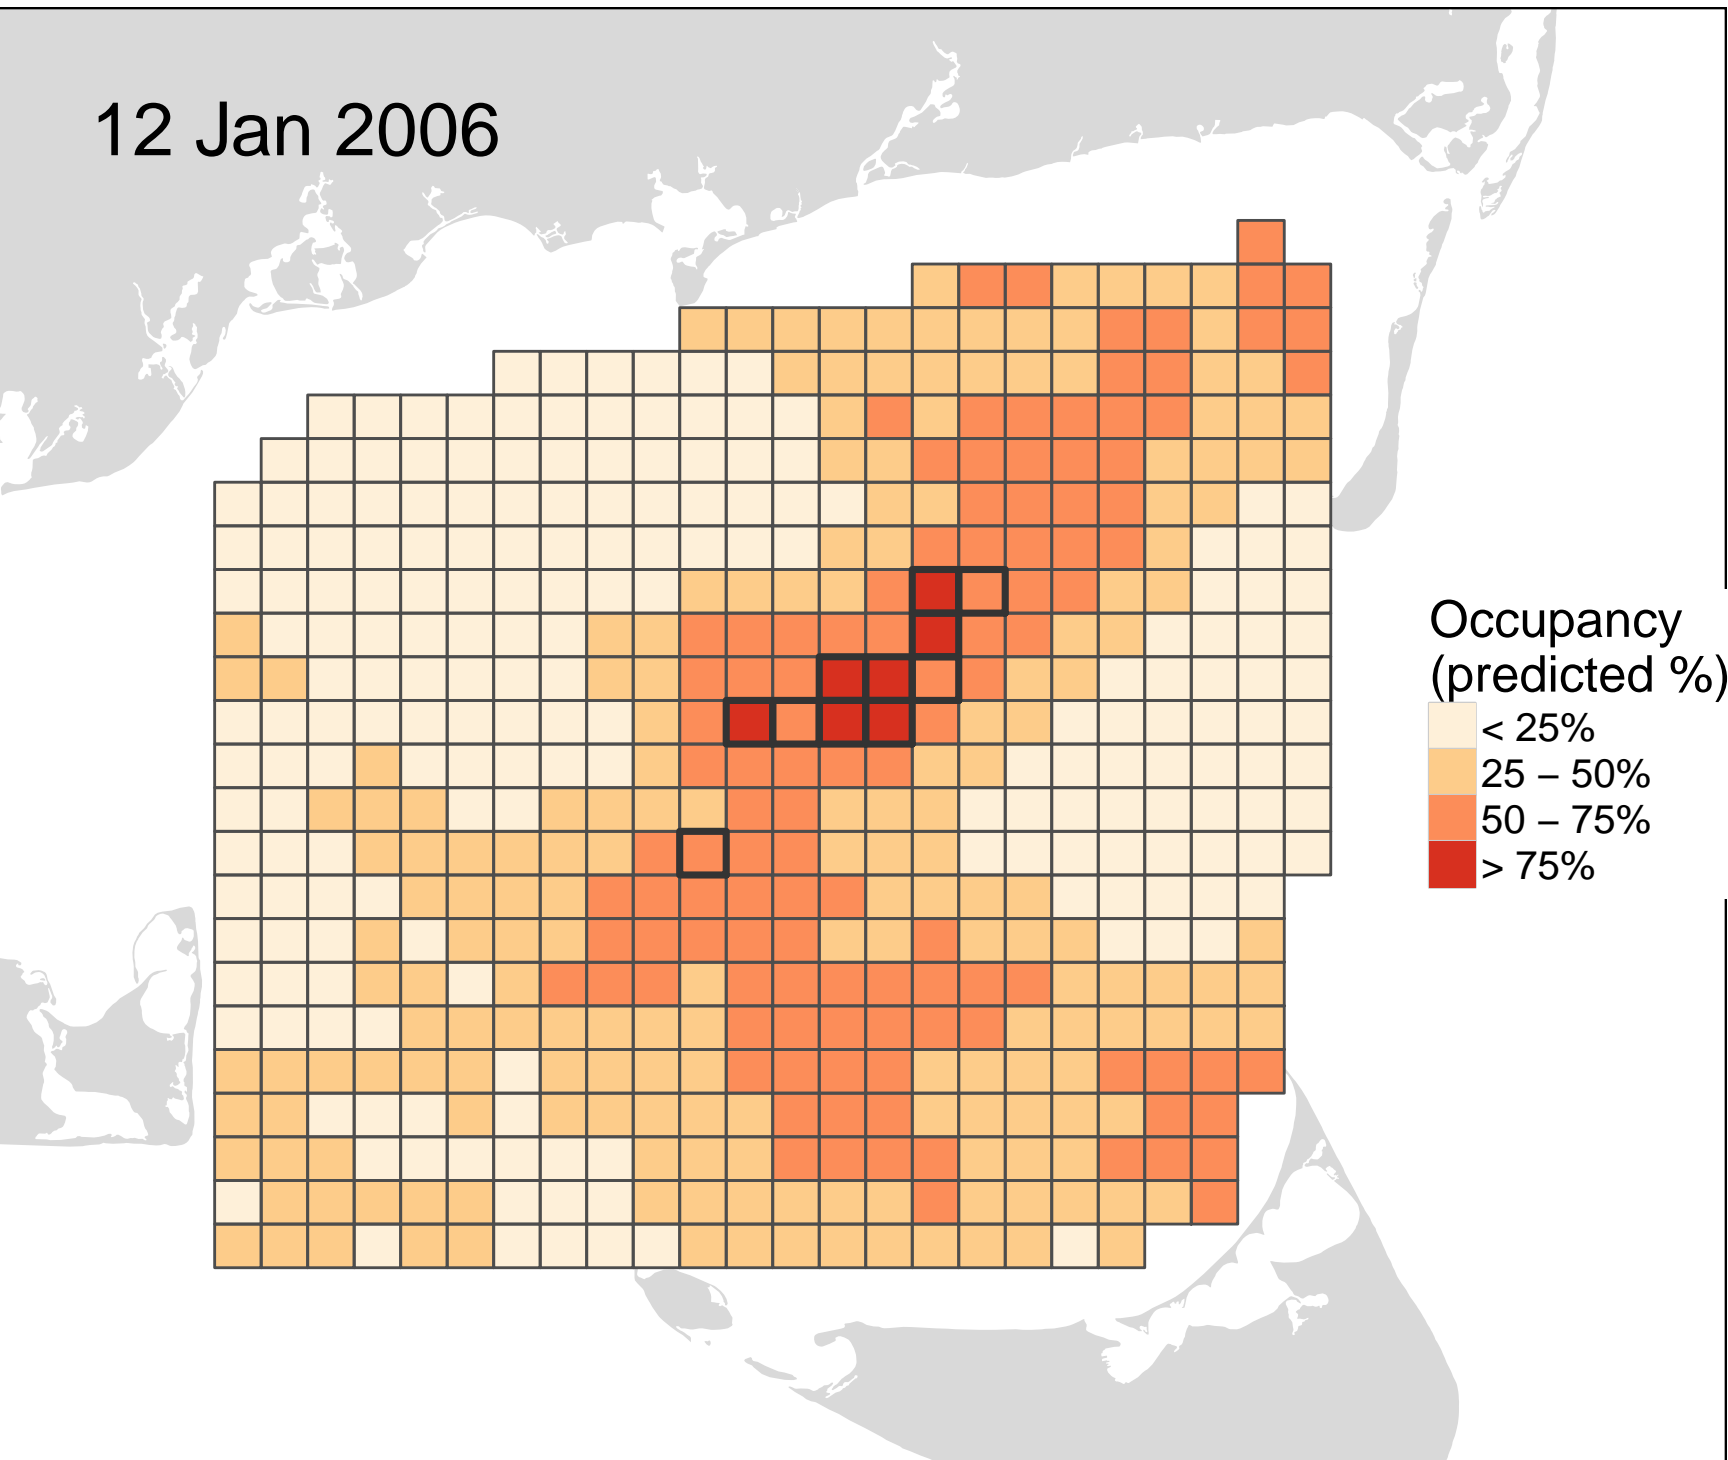 12 Jan 2006
Occupancy
(predicted %)
< 25%
25 – 50%
50 – 75%
> 75%